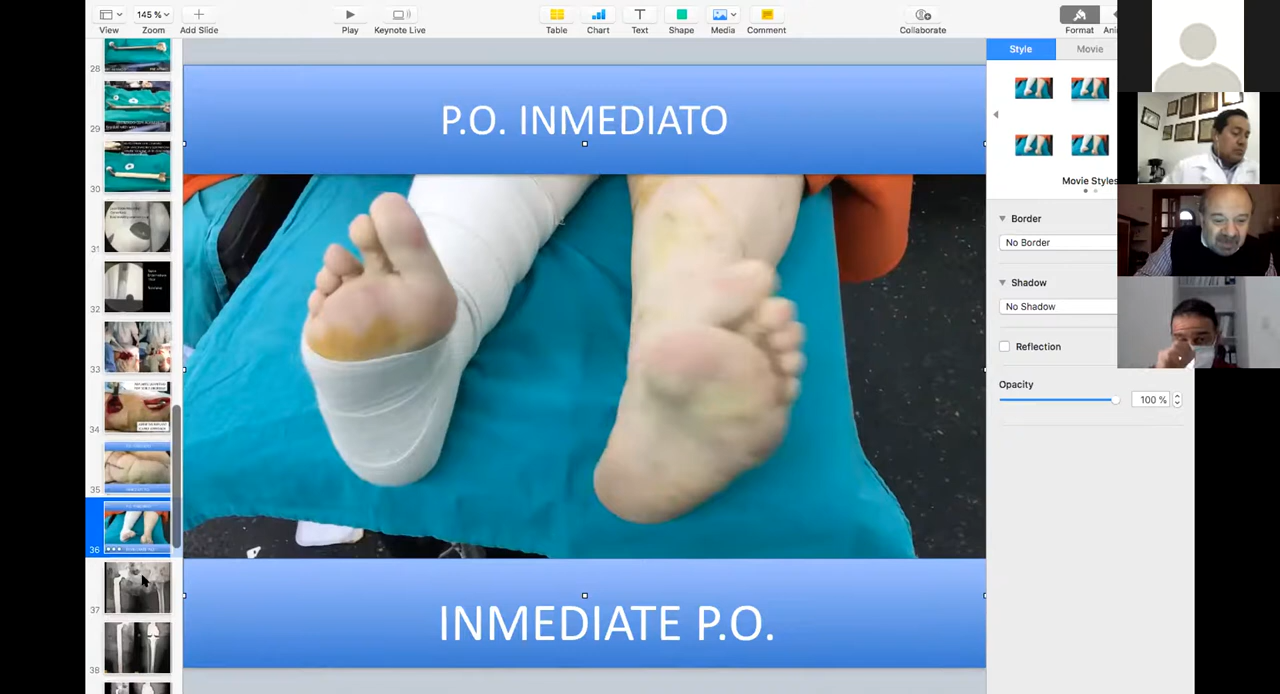 View
145 %
Zoom
Add Slide
Play
Keynote Live
Table
Chart
Text
Shape
Media
Comment
Collaborate
Format
Style
Movie
Movie Styles
Border
No Border
Shadow
No Shadow
Reflection
Opacity
100 %
28
29
30
31
32
33
34
35
36
37
38
P.O. INMEDIATO
INMEDIATE P.O.